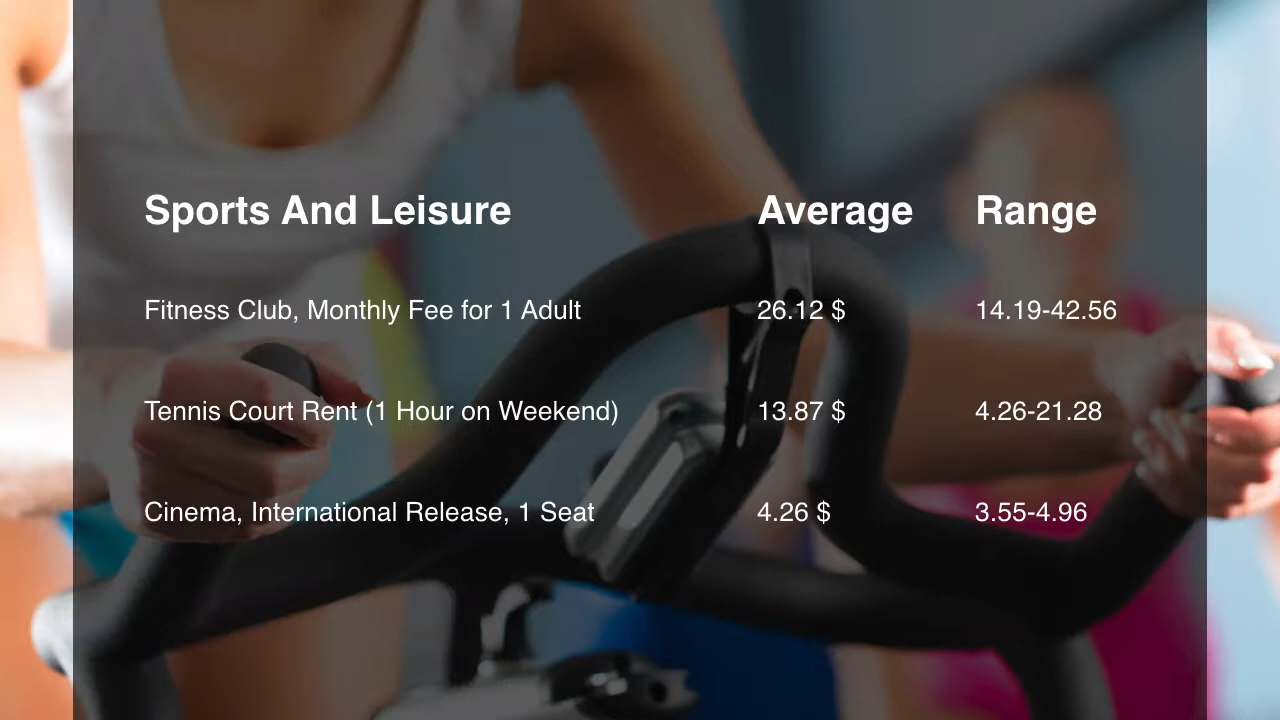 Sports And Leisure Average Range
Fitness Club, Monthly Fee for 1 Adult 26.12 $ 14.19-42.56
Tennis Court Rent (1 Hour on Weekend) 13.87 $ 4.26-21.28
Cinema, International Release, 1 Seat 4.26 $ 3.55-4.96